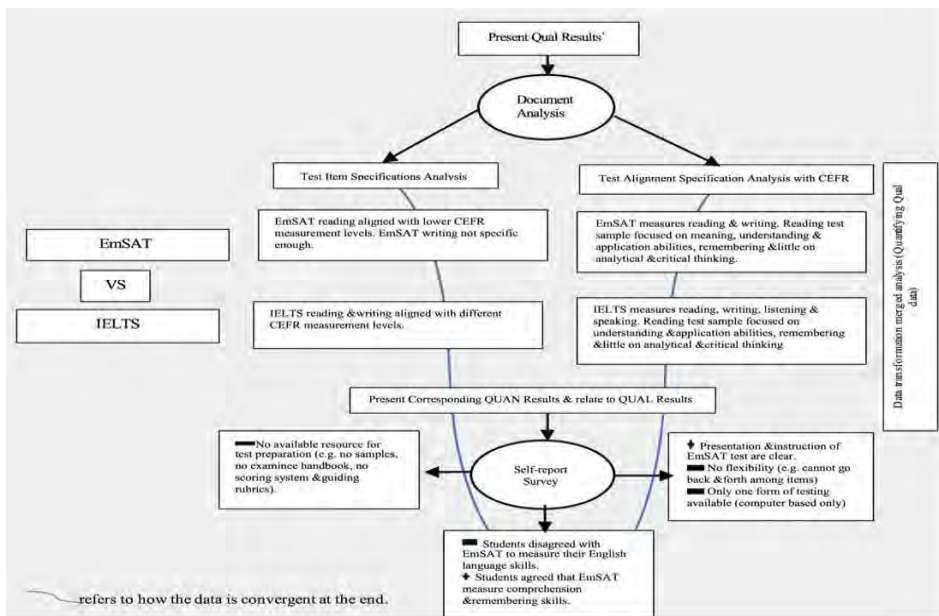 Present Qual Results`
Document
Analysis
Test Item Specifications Analysis
Test Alignment Specification Analysis with CEFR
EmSAT reading aligned with lower CEFR
measurement levels. EmSAT writing not specific
enough.
EmSAT measures reading & writing. Reading test
sample focused on meaning, understanding &
application abilities, remembering &little on
analytical &critical thinking.
EmSAT
VS
IELTS
IELTS reading &writing aligned with different
CEFR measurement levels.
IELTS measures reading, writing, listening &
speaking. Reading test sample focused on
understanding &application abilities, remembering
&little on analytical &critical thinking
Data transformation merged analysis (Quantifying Qual
data)
Present Corresponding QUAN Results & relate to QUAL Results
No available resource for
test preparation (e.g. no samples,
no examinee handbook, no
scoring system &guiding
rubrics).
Self-report
Survey
Presentation &instruction of
EmSAT test are clear.
No flexibility (e.g. cannot go
back &forth among items)
Only one form of testing
available (computer based only)
Students disagreed with
EmSAT to measure their English
language skills.
Students agreed that EmSAT
measure comprehension
&remembering skills.
refers to how the data is convergent at the end.